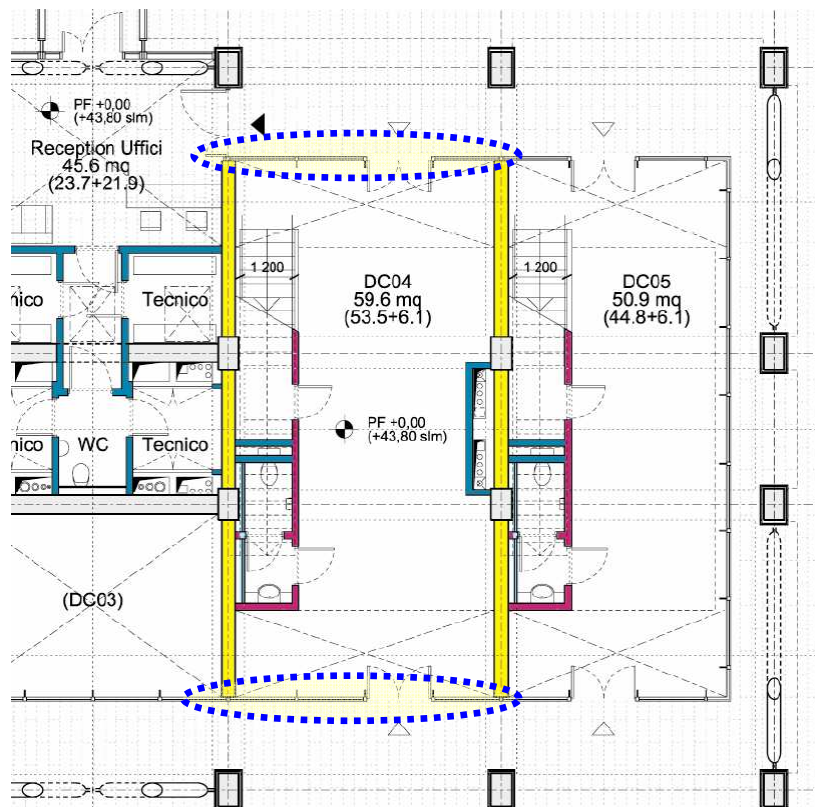 PF +0,00
(+43,80 slm)
Reception Uffici
45.6 mq
(23.7+21.9)
1 200
DC04
59.6 mq
(53.5+6.1)
1 200
DC05
50.9 mq
(44.8+6.1)
nico
Tecnico
PF +0,00
(+43,80 slm)
nico
WC
Tecnico
(DC03)